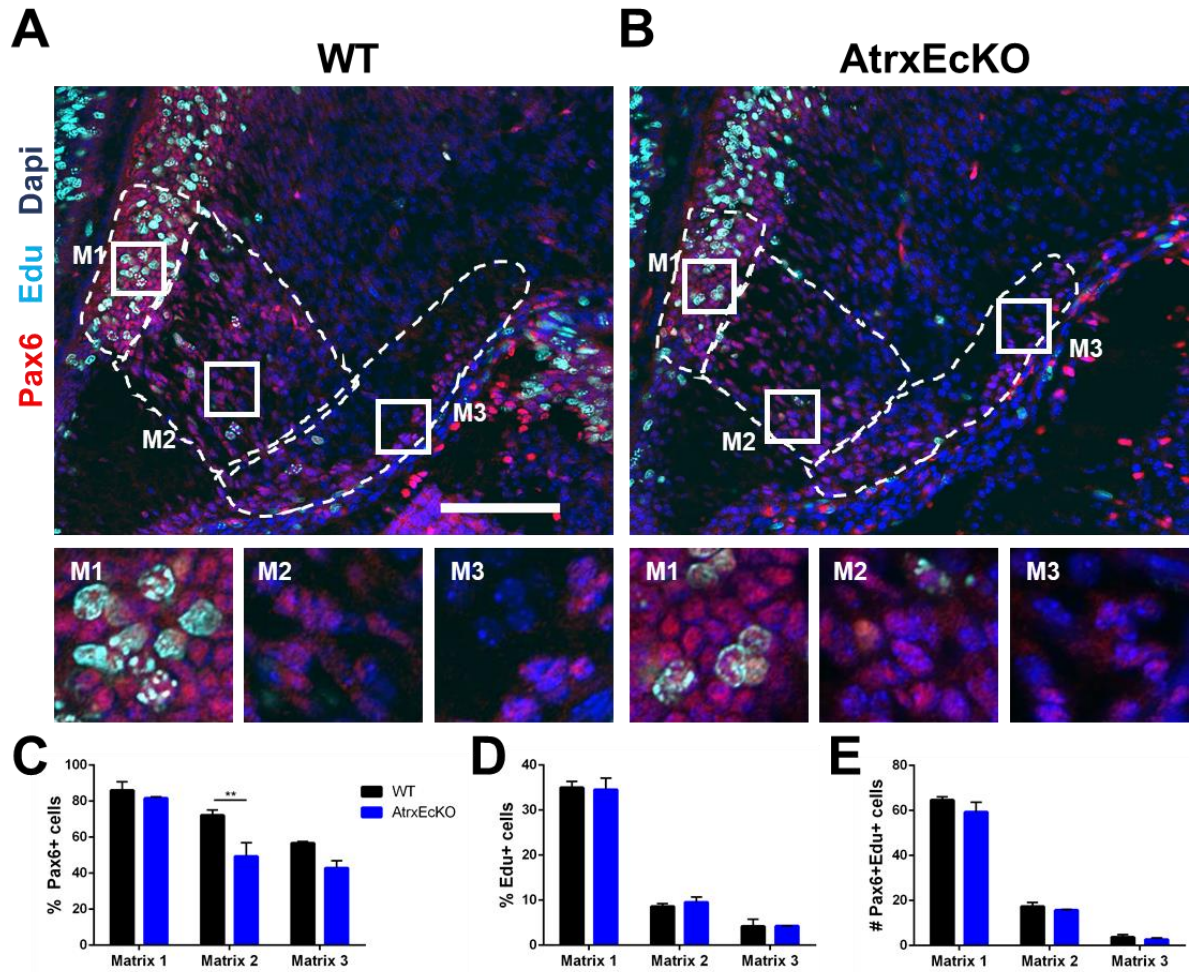 A
WT
B
AtrxEcKO
Pax6 Edu Dapi
M1
M2
M3
M1
M2
M3
M1
M2
M3
M1
M2
M3
C
% Pax6+ cells
100
80
60
40
20
0
**
WT
AtrxEcKO
Matrix 1
Matrix 2
Matrix 3
D
% Edu+ cells
40
30
20
10
0
Matrix 1
Matrix 2
Matrix 3
E
# Pax6+Edu+ cells
80
60
40
20
0
Matrix 1
Matrix 2
Matrix 3